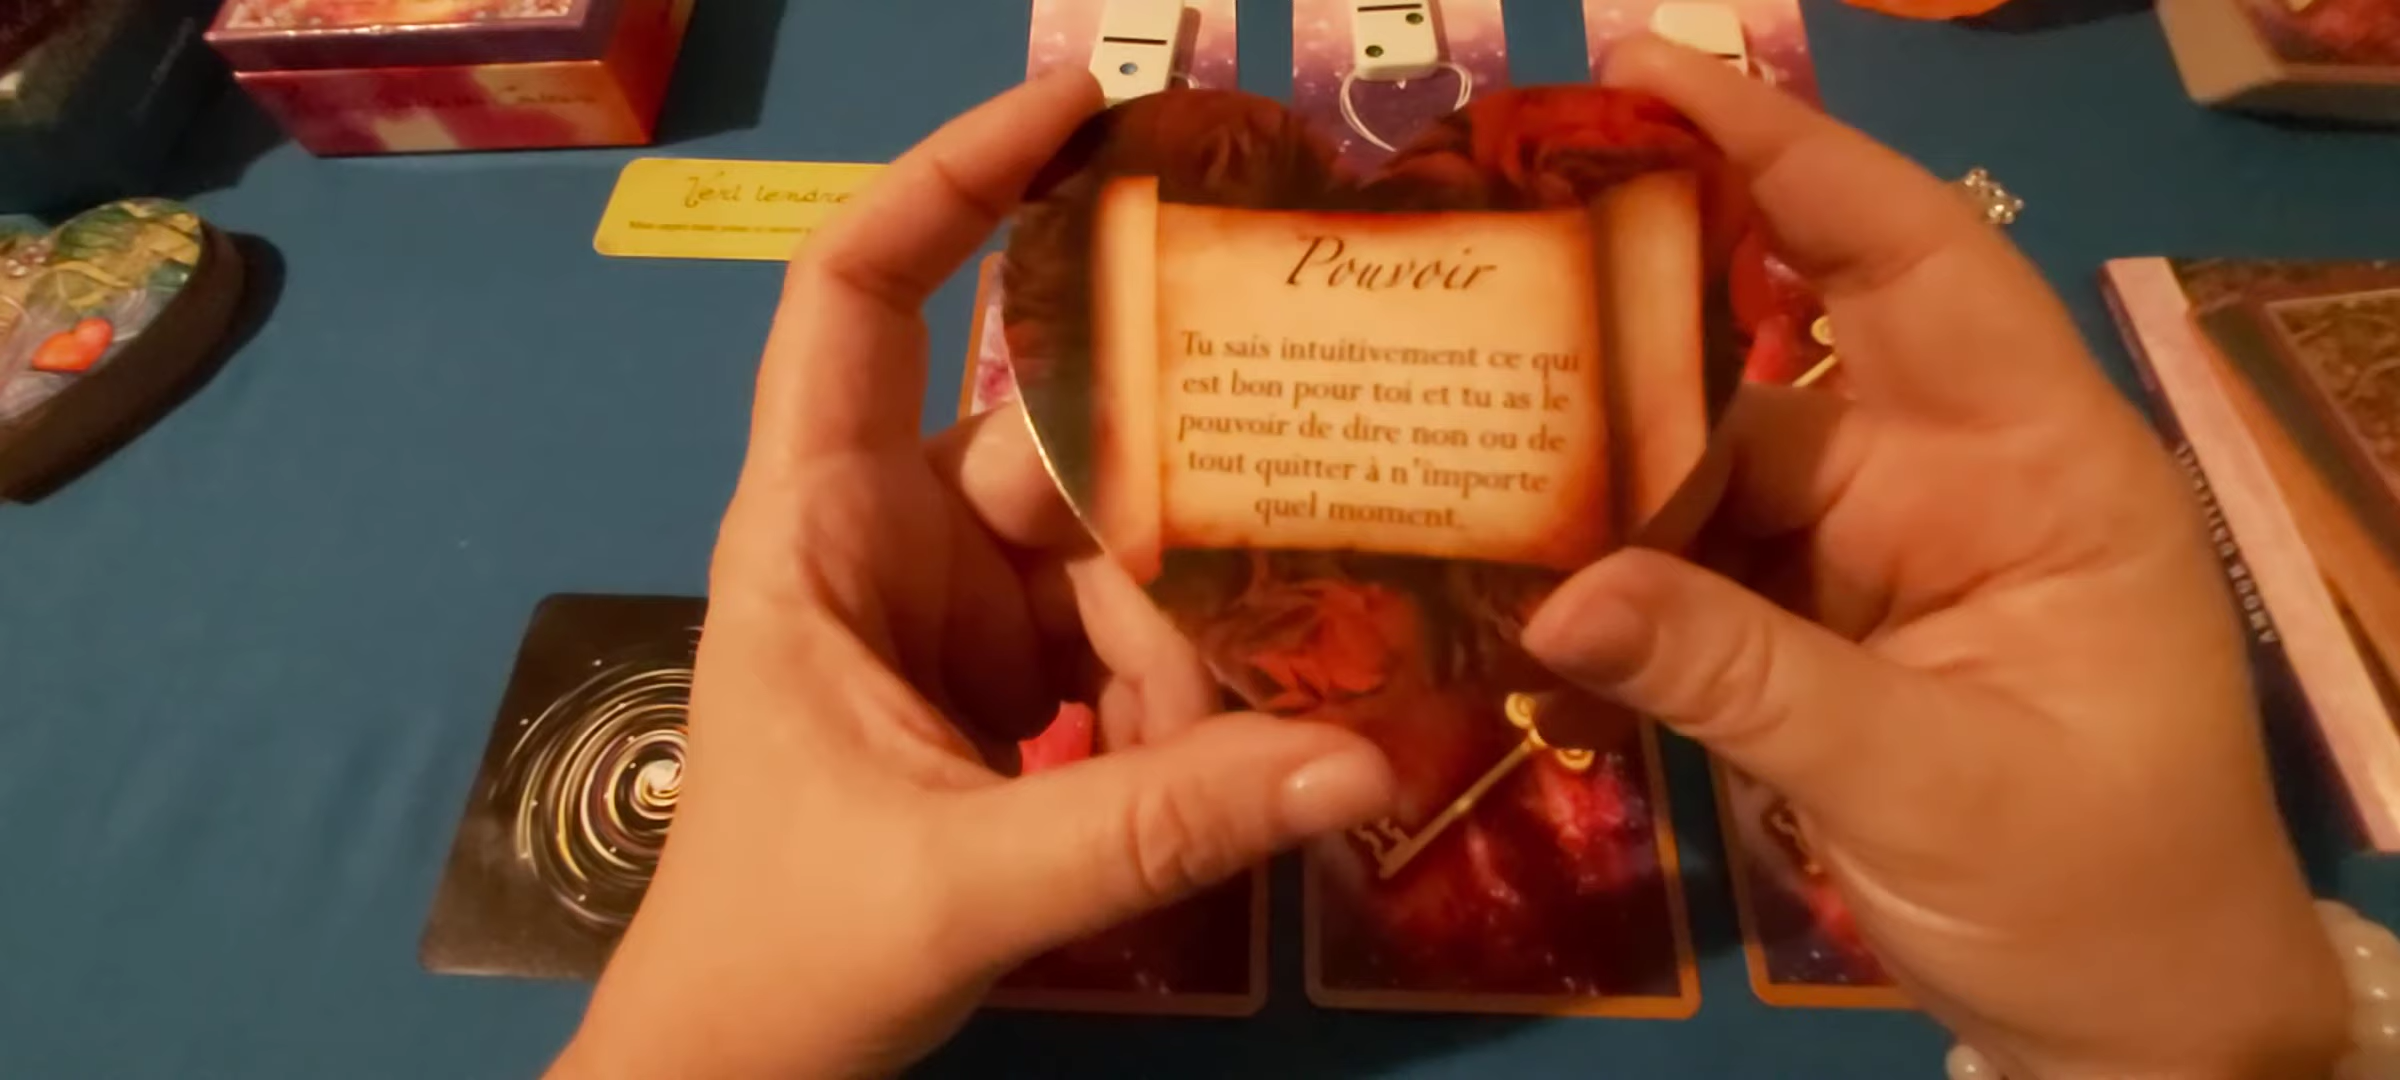 Pouvoir
Tu sais intuitivement ce qui
est bon pour toi et tu as le
pouvoir de dire non ou de
tout quitter à n'importe
quel moment.